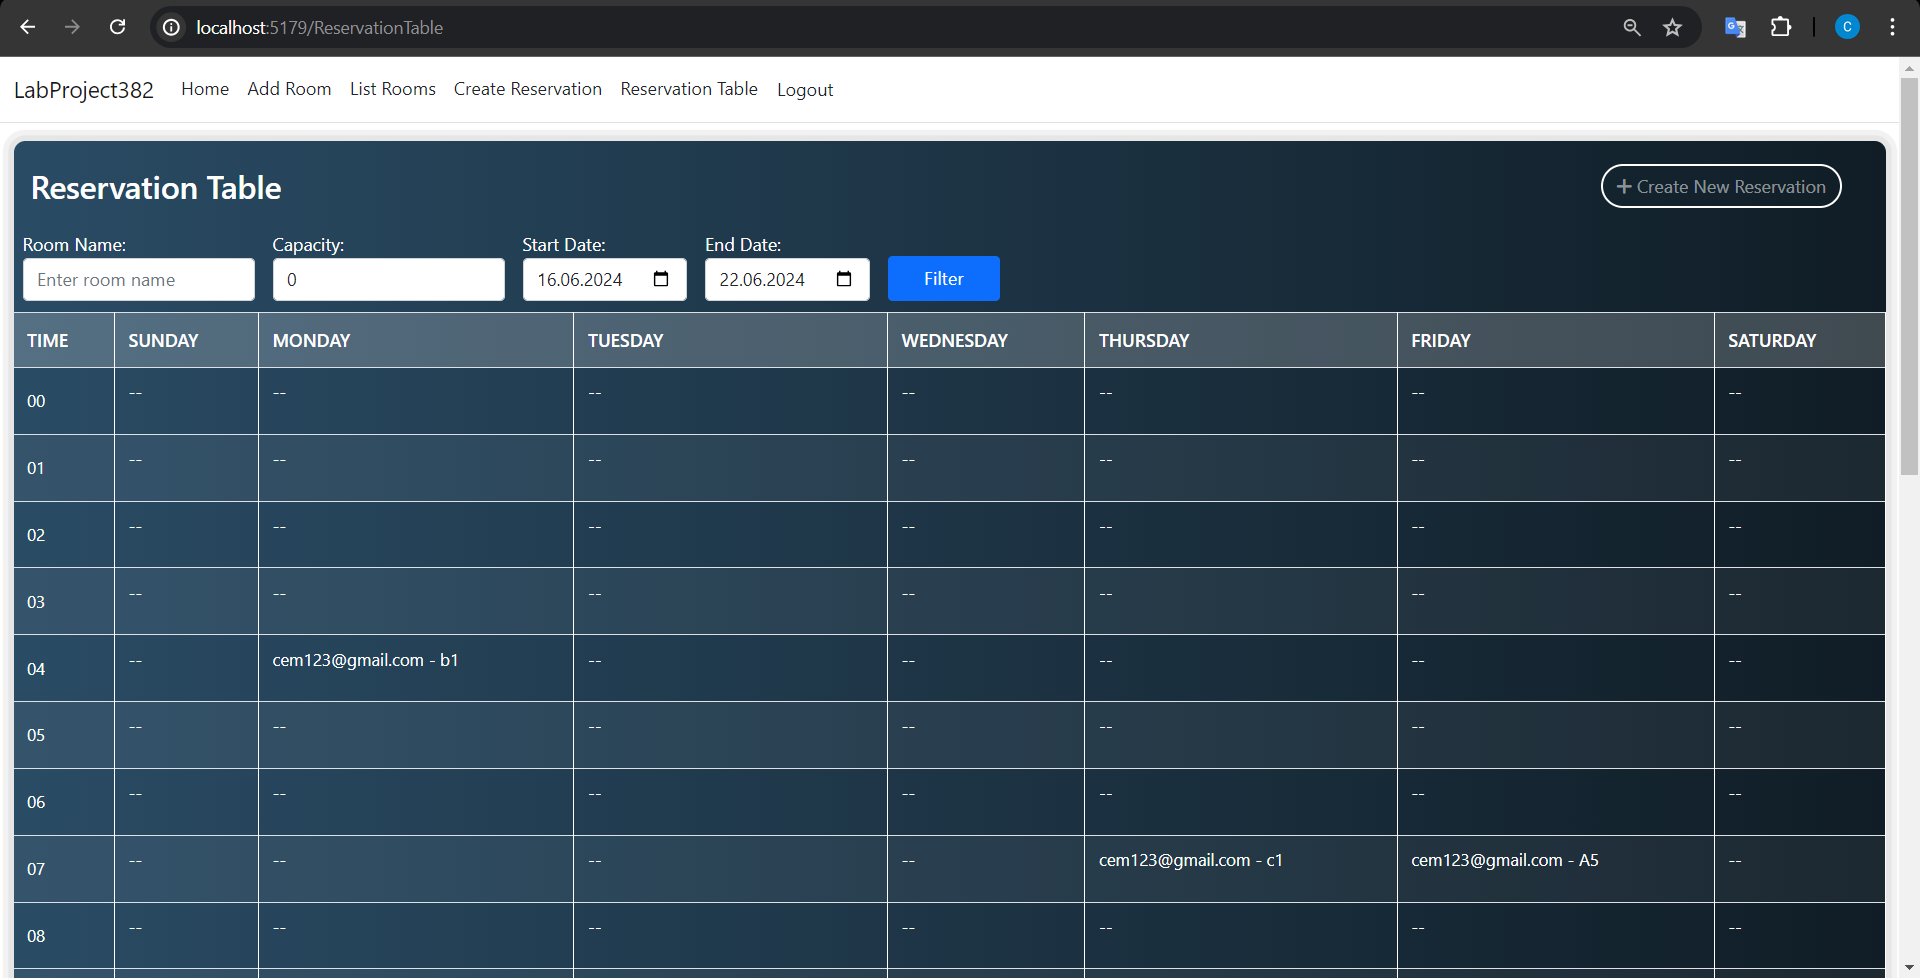 localhost:5179/ReservationTable
C
LabProject382 Home Add Room List Rooms Create Reservation Reservation Table Logout
Reservation Table + Create New Reservation
Room Name: Capacity: Start Date: End Date:
Enter room name 0 16.06.2024 22.06.2024 Filter
TIME SUNDAY MONDAY TUESDAY WEDNESDAY THURSDAY FRIDAY SATURDAY
00 -- -- -- -- -- -- --
01 -- -- -- -- -- -- --
02 -- -- -- -- -- -- --
03 -- -- -- -- -- -- --
04 -- cem123@gmail.com - b1 -- -- -- -- --
05 -- -- -- -- -- -- --
06 -- -- -- -- -- -- --
07 -- -- -- -- cem123@gmail.com - c1 cem123@gmail.com - A5 --
08 -- -- -- -- -- -- --